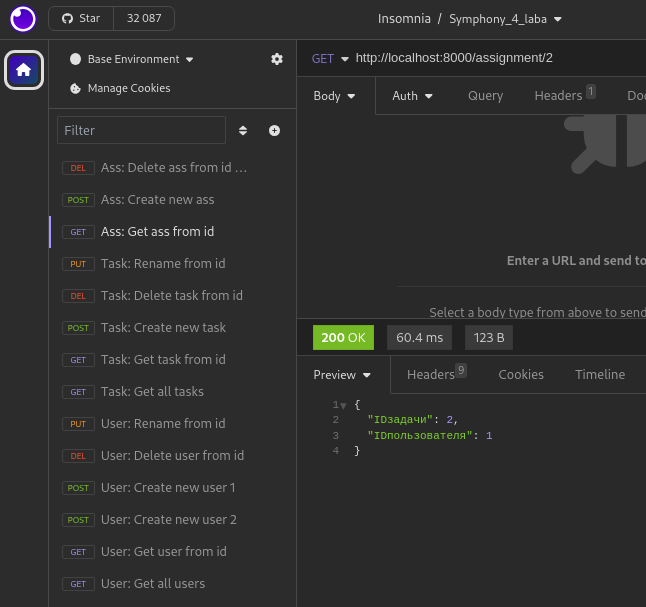 Star 32 087 Insomnia / Symphony_4_laba
Base Environment
Manage Cookies
Filter
DEL Ass: Delete ass from id ...
POST Ass: Create new ass
GET Ass: Get ass from id
PUT Task: Rename from id
DEL Task: Delete task from id
POST Task: Create new task
GET Task: Get task from id
GET Task: Get all tasks
PUT User: Rename from id
DEL User: Delete user from id
POST User: Create new user 1
POST User: Create new user 2
GET User: Get user from id
GET User: Get all users
GET http://localhost:8000/assignment/2
Body Auth Query Headers 1 Doc
Enter a URL and send to
Select a body type from above to send
200 OK 60.4 ms 123 B
Preview Headers 9 Cookies Timeline
1 {
2 "IDзадачи": 2,
3 "IDпользователя": 1
4 }